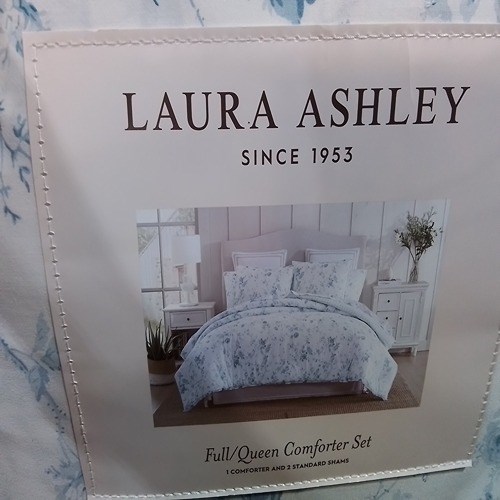 LAURA ASHLEY
SINCE 1953
Full/Queen Comforter Set
1 COMFORTER AND 2 STANDARD SHAMS